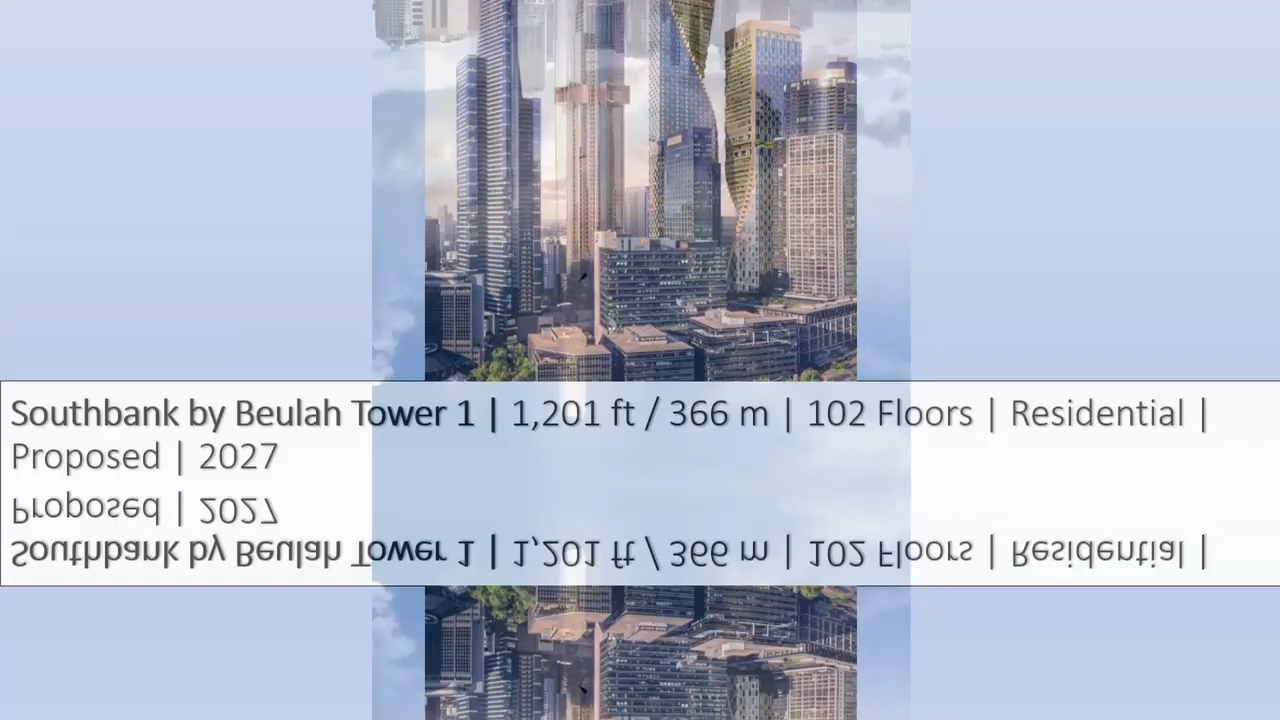 Southbank by Beulah Tower 1 | 1,201 ft / 366 m | 102 Floors | Residential |
Proposed | 2027
Proposed | 2027
Southbank by Beulah Tower 1 | 1,201 ft / 366 m | 102 Floors | Residential |